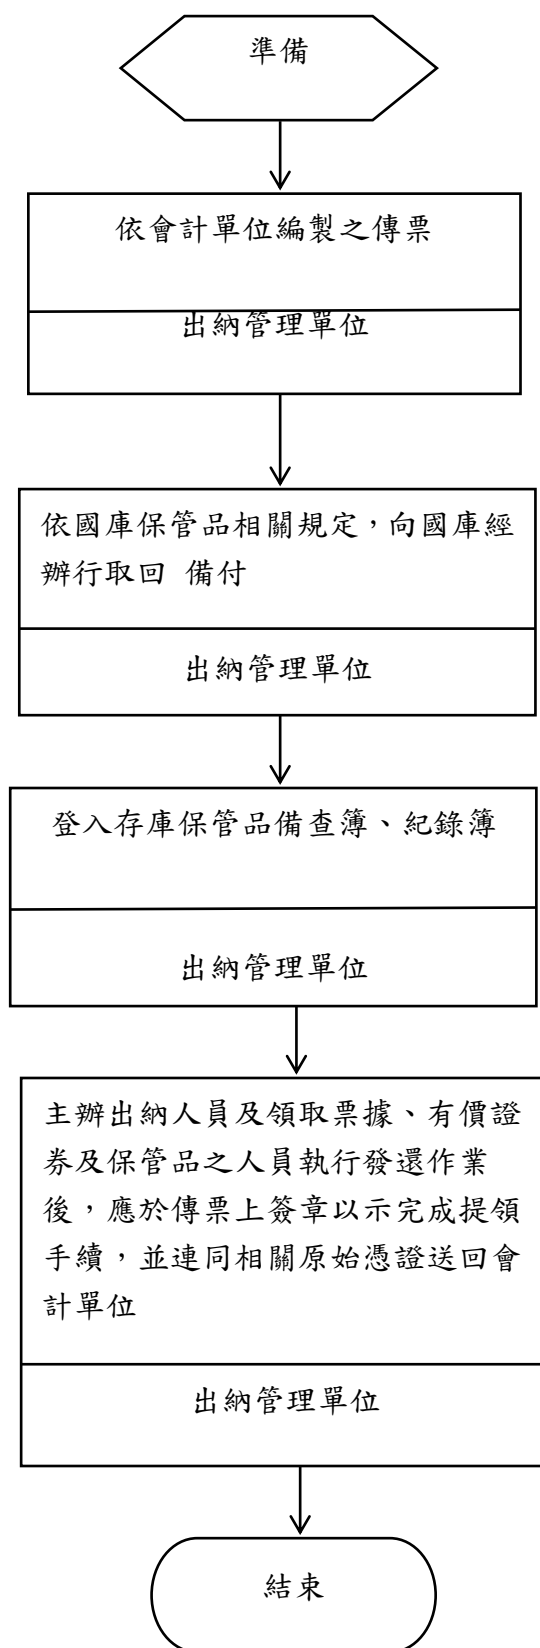 準備
依會計單位編製之傳票
出納管理單位
依國庫保管品相關規定，向國庫經
辦行取回 備付
出納管理單位
登入存庫保管品備查簿、紀錄簿
出納管理單位
主辦出納人員及領取票據、有價證
券及保管品之人員執行發還作業
後，應於傳票上簽章以示完成提領
手續，並連同相關原始憑證送回會
計單位
出納管理單位
結束